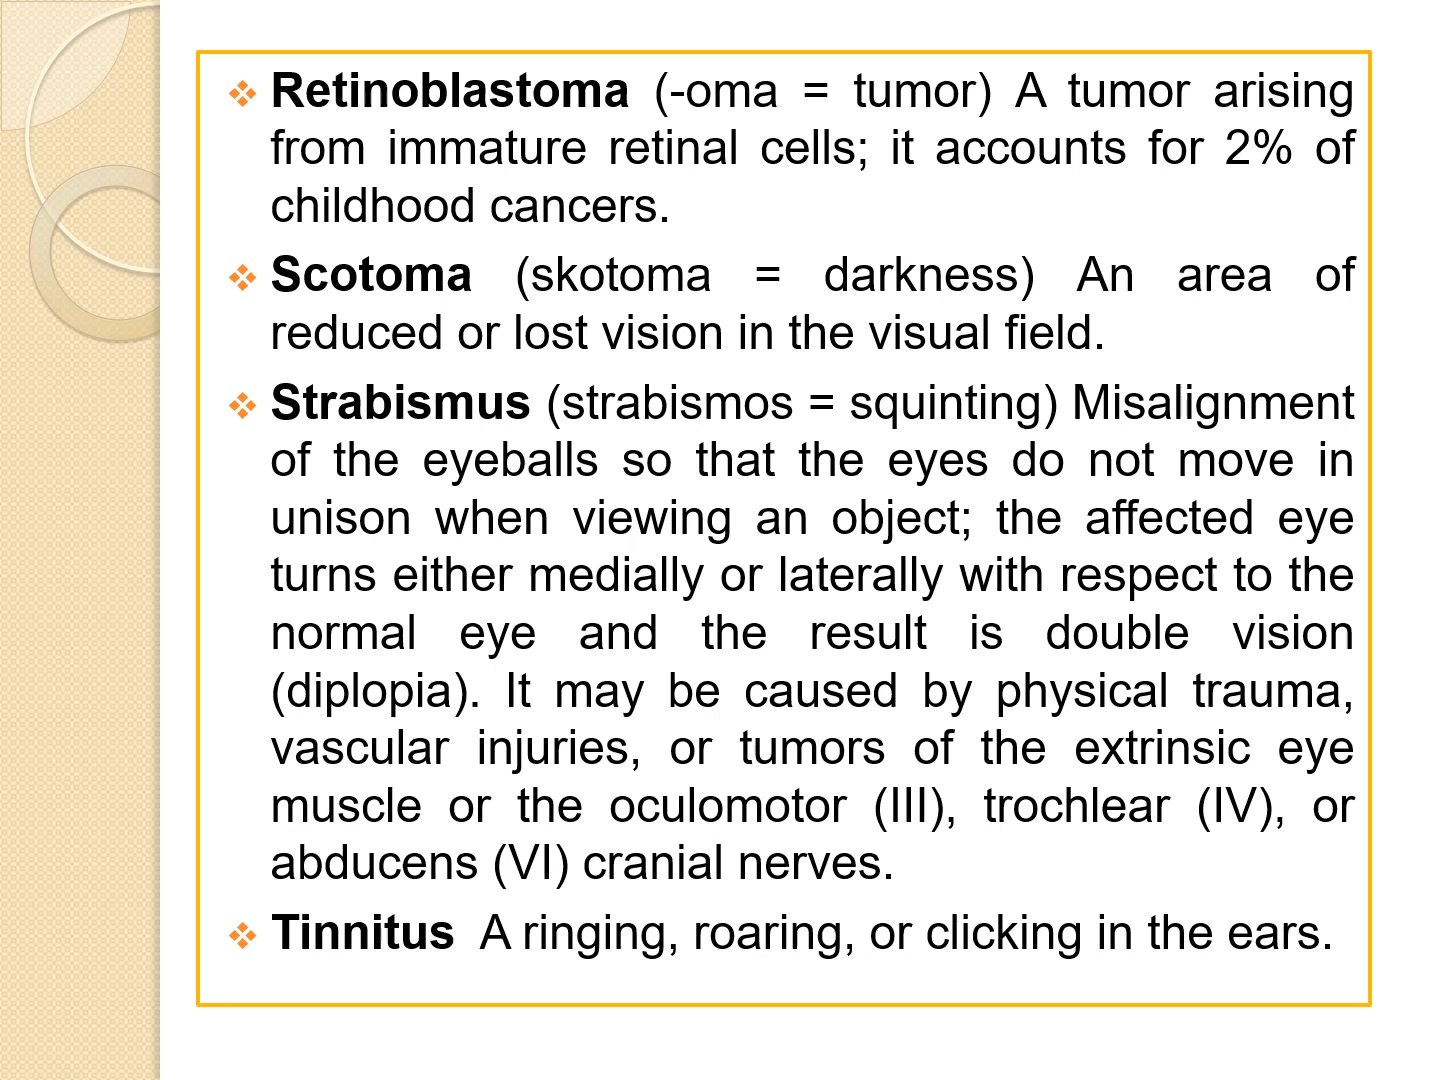 ❖ Retinoblastoma (-oma = tumor) A tumor arising
from immature retinal cells; it accounts for 2% of
childhood cancers.
❖ Scotoma (skotoma = darkness) An area of
reduced or lost vision in the visual field.
❖ Strabismus (strabismos = squinting) Misalignment
of the eyeballs so that the eyes do not move in
unison when viewing an object; the affected eye
turns either medially or laterally with respect to the
normal eye and the result is double vision
(diplopia). It may be caused by physical trauma,
vascular injuries, or tumors of the extrinsic eye
muscle or the oculomotor (III), trochlear (IV), or
abducens (VI) cranial nerves.
❖ Tinnitus A ringing, roaring, or clicking in the ears.